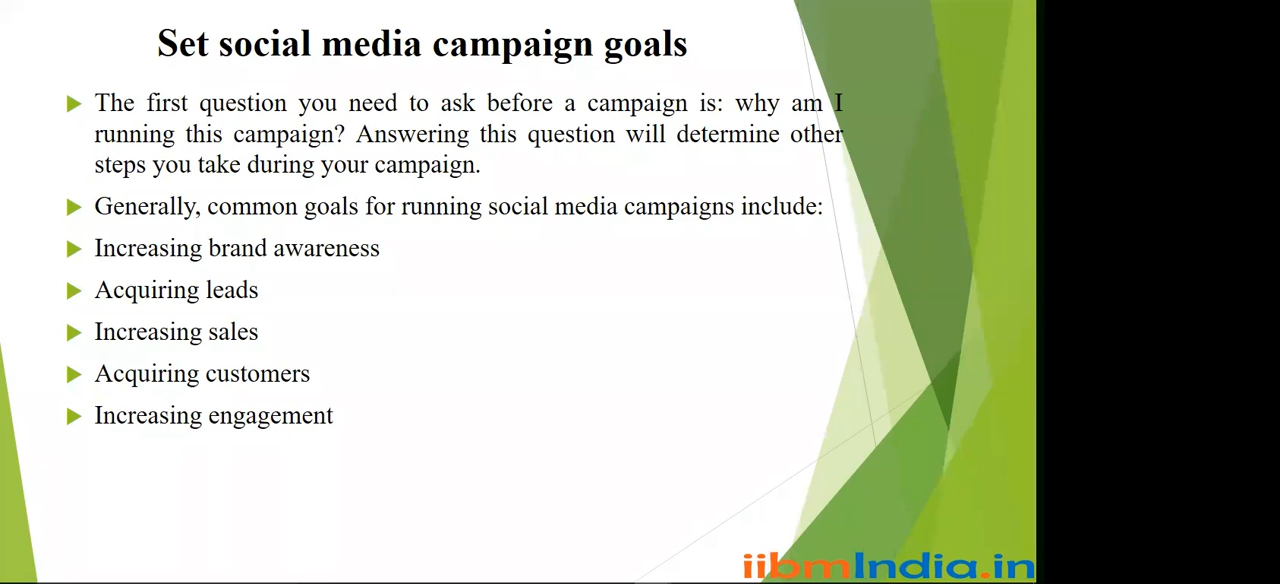 Set social media campaign goals
The first question you need to ask before a campaign is: why am I
running this campaign? Answering this question will determine other
steps you take during your campaign.
Generally, common goals for running social media campaigns include:
Increasing brand awareness
Acquiring leads
Increasing sales
Acquiring customers
Increasing engagement
iibmIndia.in